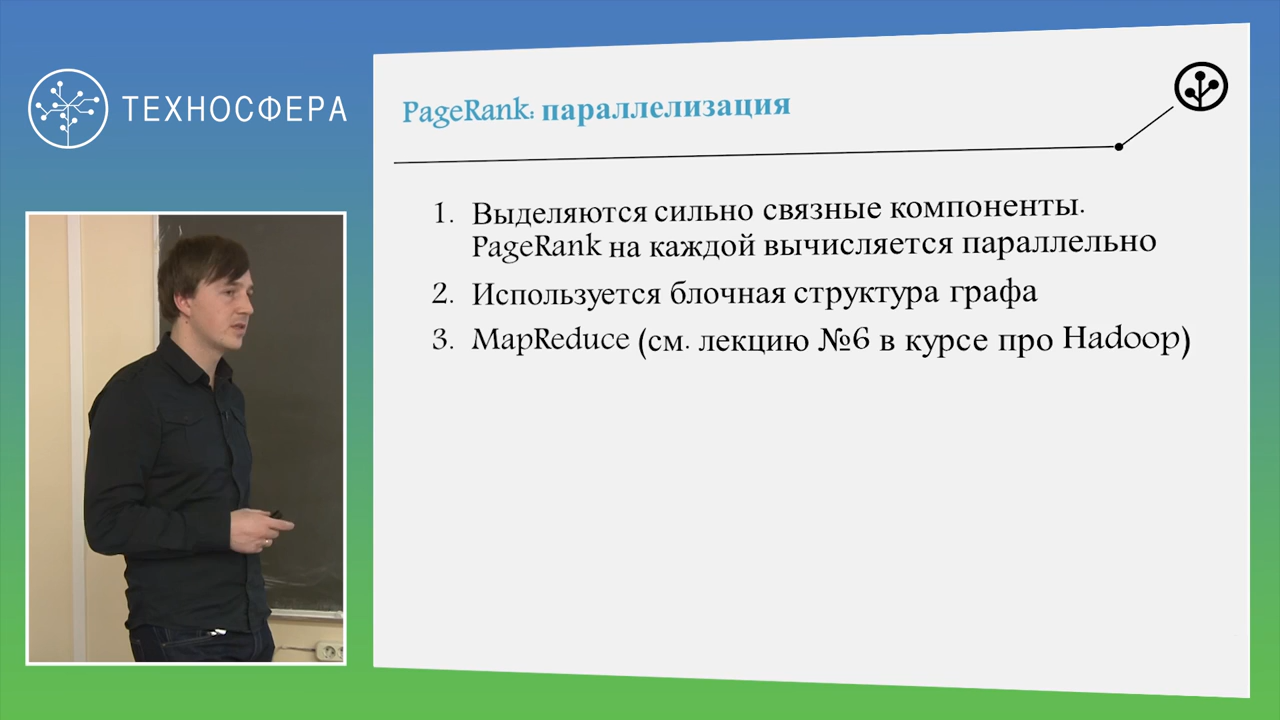 ТЕХНОСФЕРА
PageRank: параллелизация
1. Выделяются сильно связные компоненты.
PageRank на каждой вычисляется параллельно
2. Используется блочная структура графа
3. MapReduce (см. лекцию №6 в курсе про Hadoop)